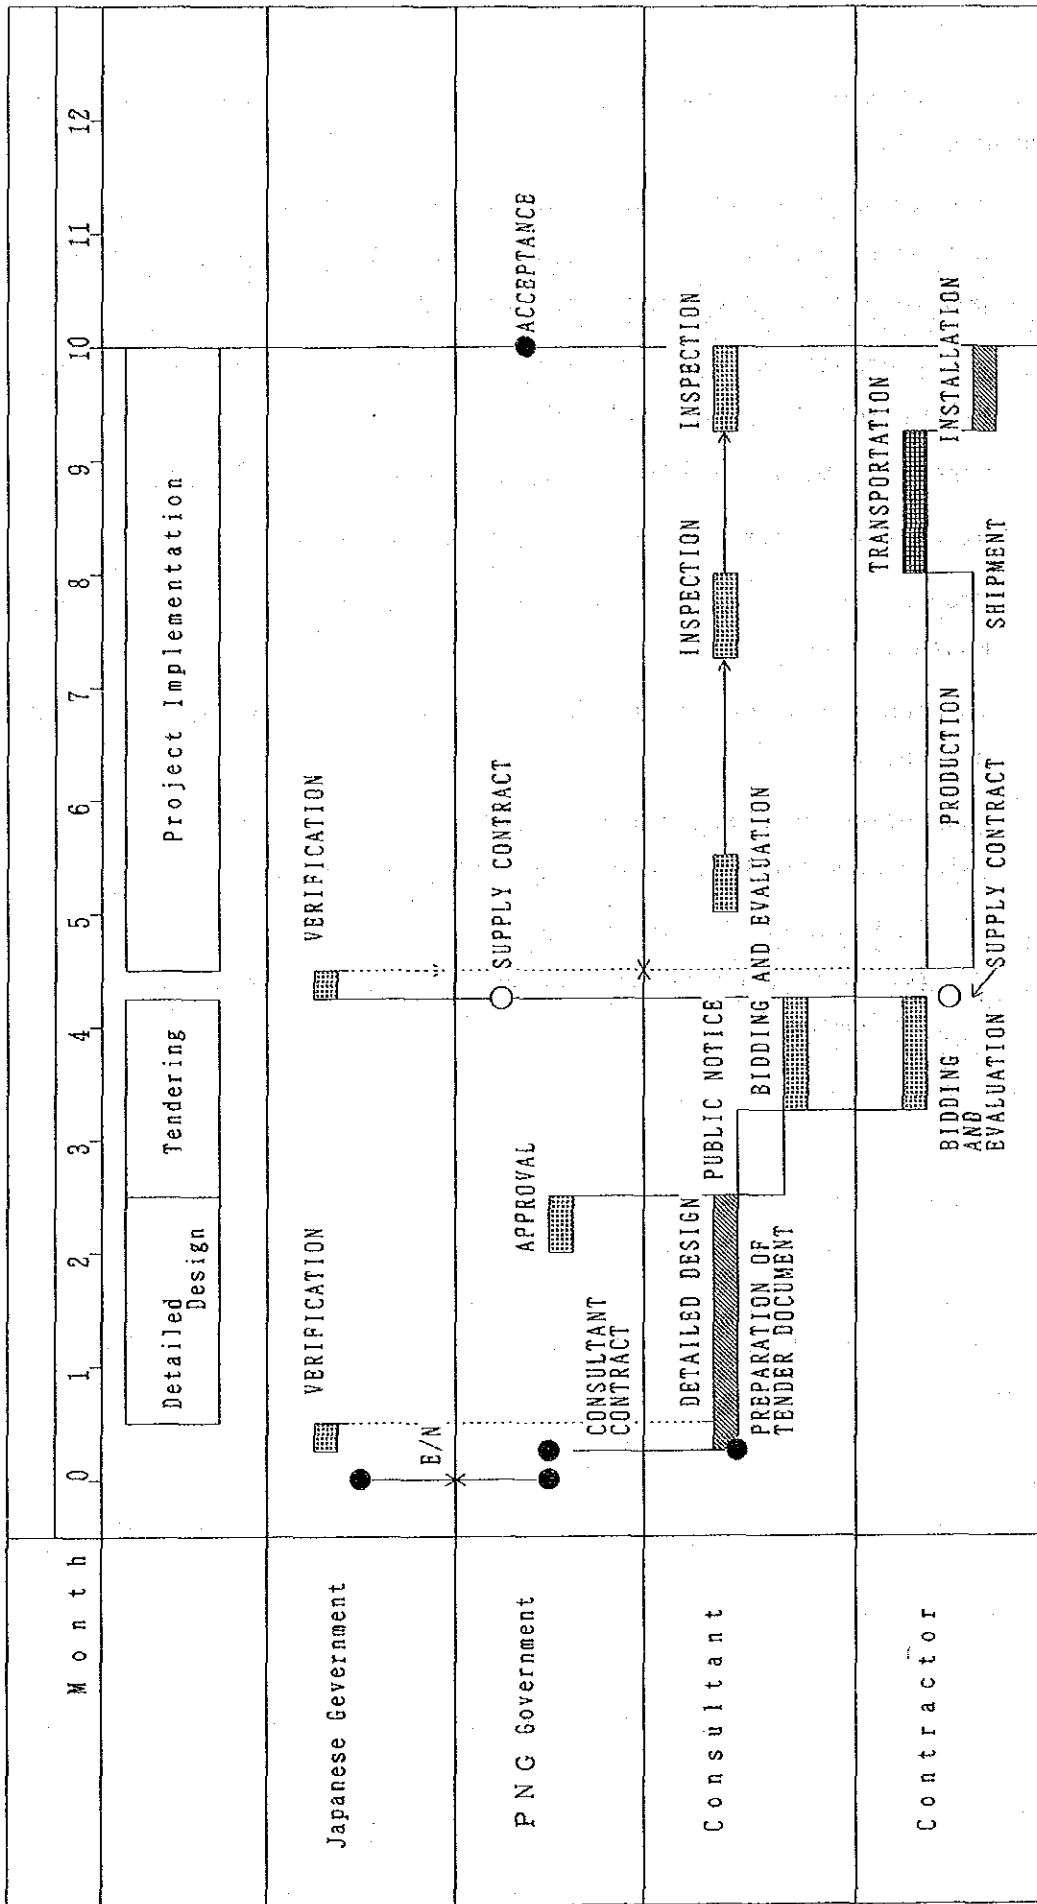 Month 0 1 2 3 4 5 6 7 8 9 10 11 12
Detailed
Design
Tendering
Project Implementation
Japanese Gevernment
VERIFICATION
VERIFICATION
E/N
PNG Government
CONSULTANT
CONTRACT
APPROVAL
SUPPLY CONTRACT
ACCEPTANCE
Consultant
DETAILED DESIGN
PREPARATION OF
TENDER DOCUMENT
PUBLIC NOTICE
BIDDING AND EVALUATION
INSPECTION
INSPECTION
Contractor
BIDDING
AND
EVALUATION
SUPPLY CONTRACT
PRODUCTION
SHIPMENT
TRANSPORTATION
INSTALLATION